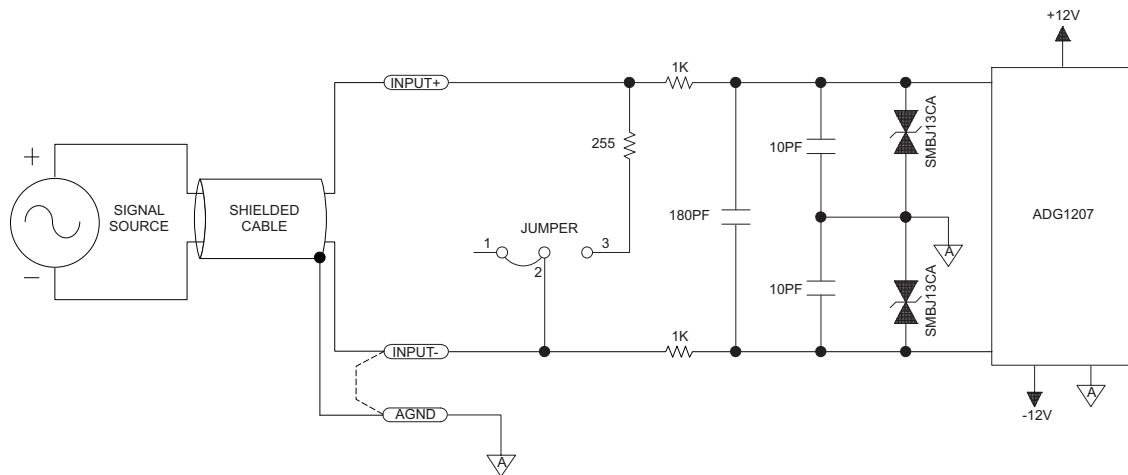 +12V
INPUT+
1K
SMBJ13CA
255
10PF
+
SIGNAL
SOURCE
SHIELDED
CABLE
180PF
ADG1207
JUMPER
1
2
3
A
10PF
SMBJ13CA
−
1K
INPUT-
AGND
A
-12V
A